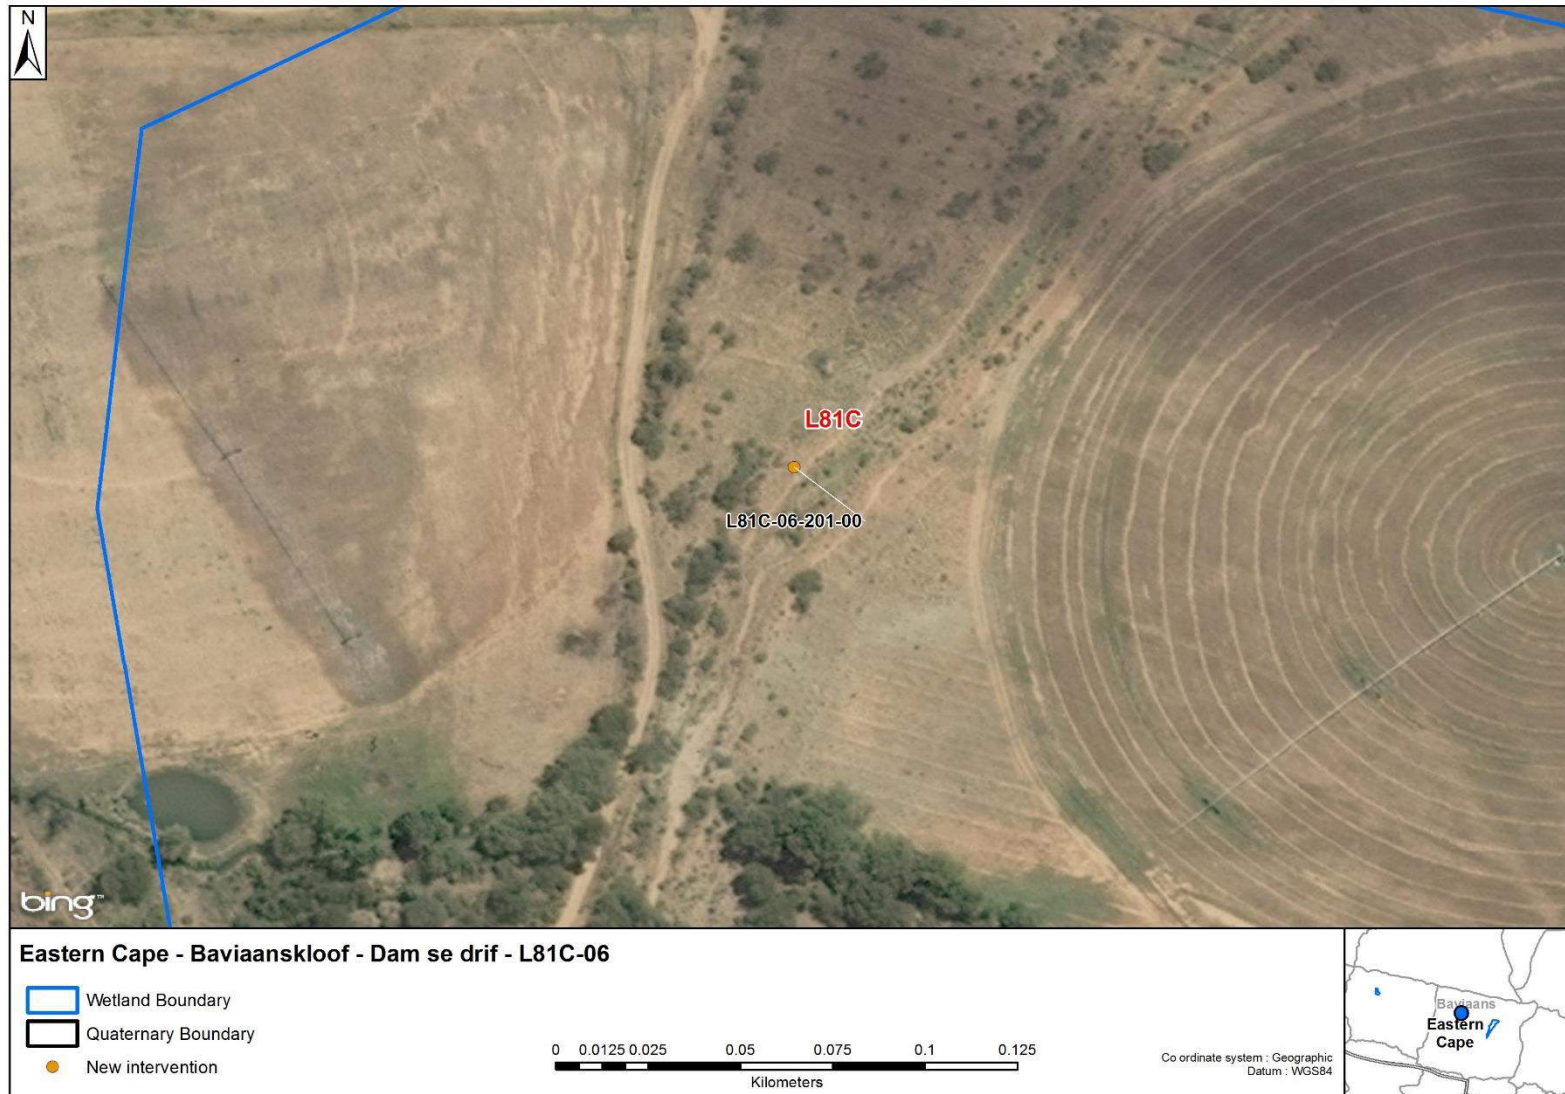 N
L81C
L81C-06-201-00
bing™
Eastern Cape - Baviaanskloof - Dam se drif - L81C-06
Wetland Boundary
Quaternary Boundary
New intervention
0 0.0125 0.025 0.05 0.075 0.1 0.125
Kilometers
Co ordinate system : Geographic
Datum : WGS84
Baviaans
Eastern
Cape